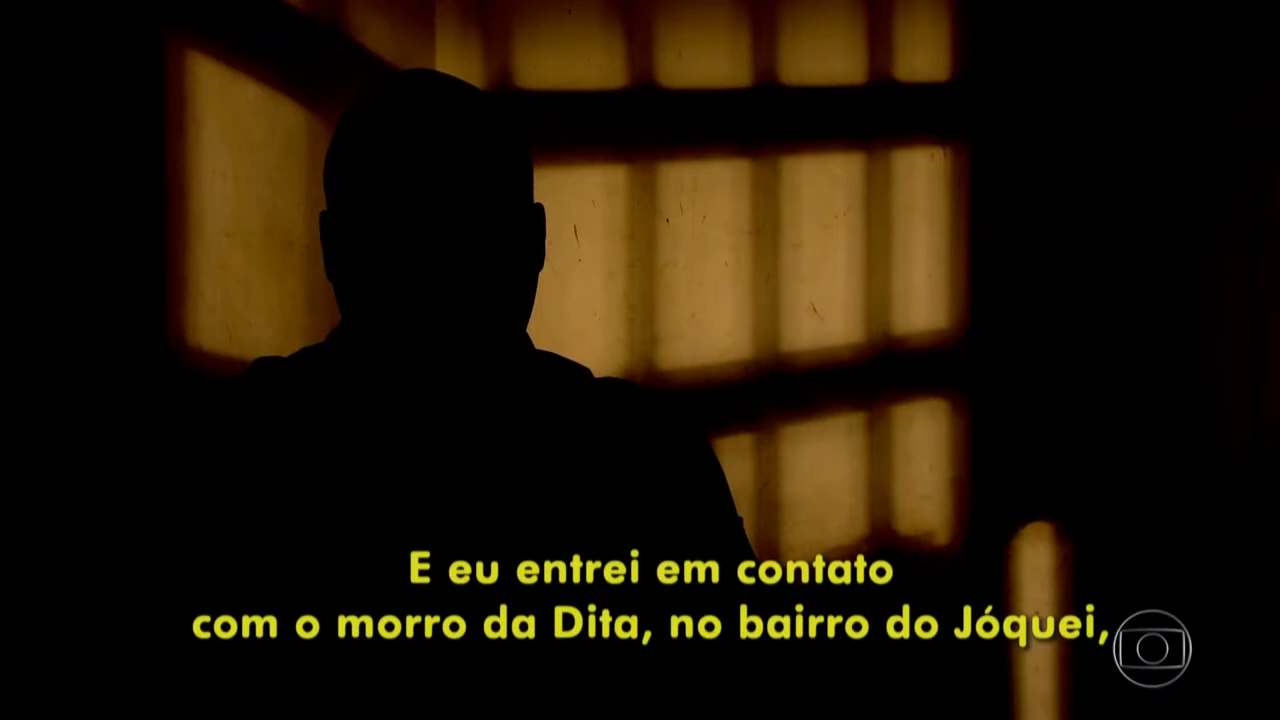 E eu entrei em contato
com o morro da Dita, no bairro do Jóquei,